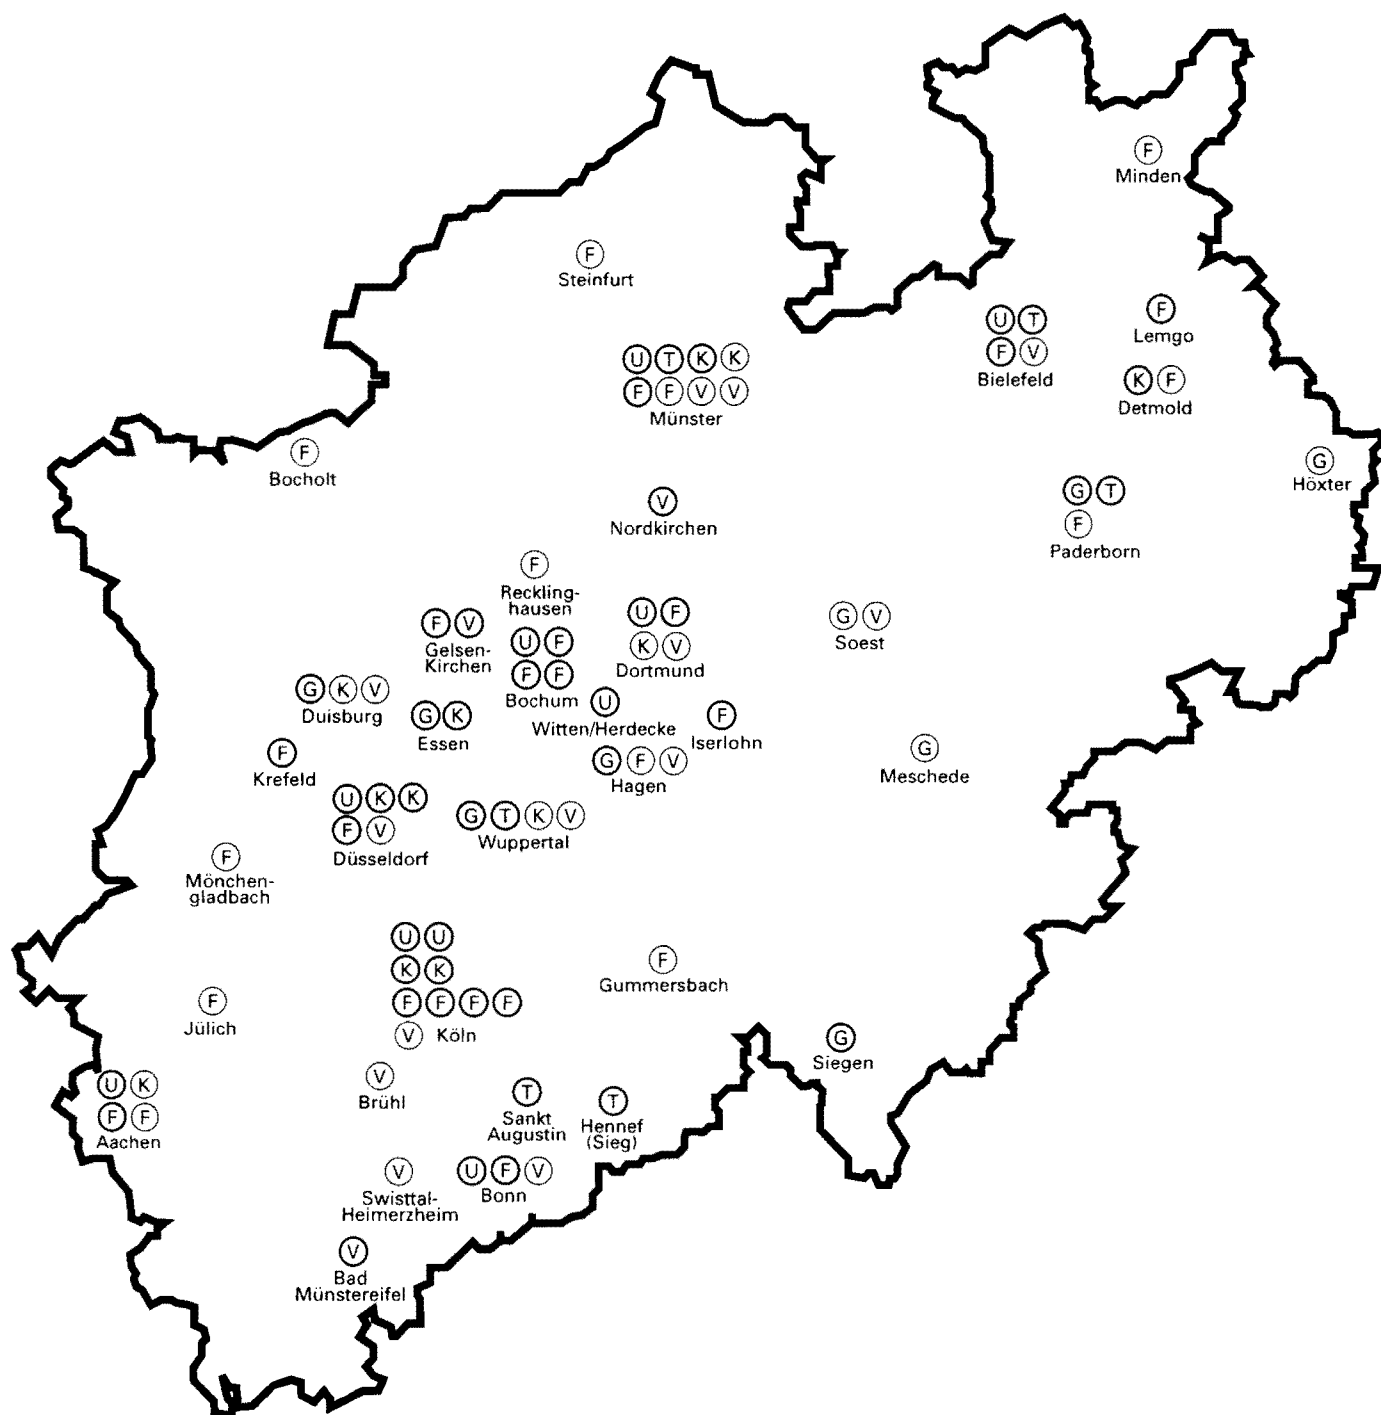 F
Minden
F
Steinfurt
U T
F V
Bielefeld
F
Lemgo
U T K K
F F V V
Münster
K F
Detmold
F
Bocholt
G
Höxter
V
Nordkirchen
G T
F
Paderborn
F
Reckling-
hausen
F V
Gelsen-
Kirchen
U F
F F
Bochum
U F
K V
Dortmund
G V
Soest
G K V
Duisburg
G K
Essen
U
Witten/Herdecke
F
Iserlohn
F
Krefeld
G F V
Hagen
G
Meschede
U K K
F V
Düsseldorf
G T K V
Wuppertal
F
Mönchen-
gladbach
U U
K K
F F F F
V Köln
F
Gummersbach
F
Jülich
G
Siegen
U K
F F
Aachen
V
Brühl
T
Sankt
Augustin
T
Hennef
(Sieg)
V
Swisttal-
Heimerzheim
U F V
Bonn
V
Bad
Münstereifel